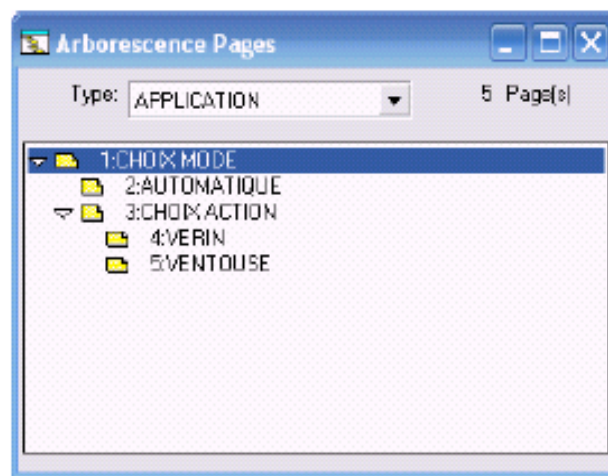 Arborescence Pages
Type: APPLICATION 5 Page(s)
1:CHOIX MODE
2:AUTOMATIQUE
3:CHOIX ACTION
4:VERIN
5:VENTOUSE